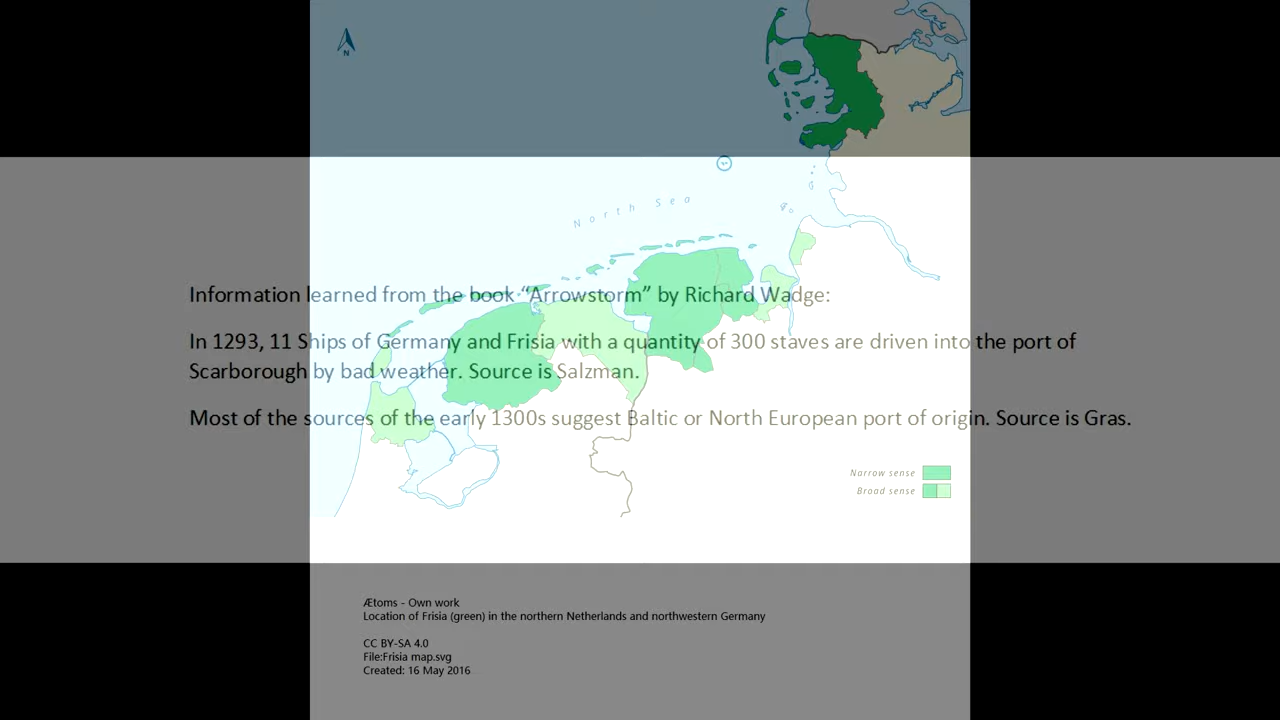 N
North Sea
Information learned from the book “Arrowstorm” by Richard Wadge:
In 1293, 11 Ships of Germany and Frisia with a quantity of 300 staves are driven into the port of
Scarborough by bad weather. Source is Salzman.
Most of the sources of the early 1300s suggest Baltic or North European port of origin. Source is Gras.
Narrow sense
Broad sense
Ætoms - Own work
Location of Frisia (green) in the northern Netherlands and northwestern Germany
CC BY-SA 4.0
File:Frisia map.svg
Created: 16 May 2016